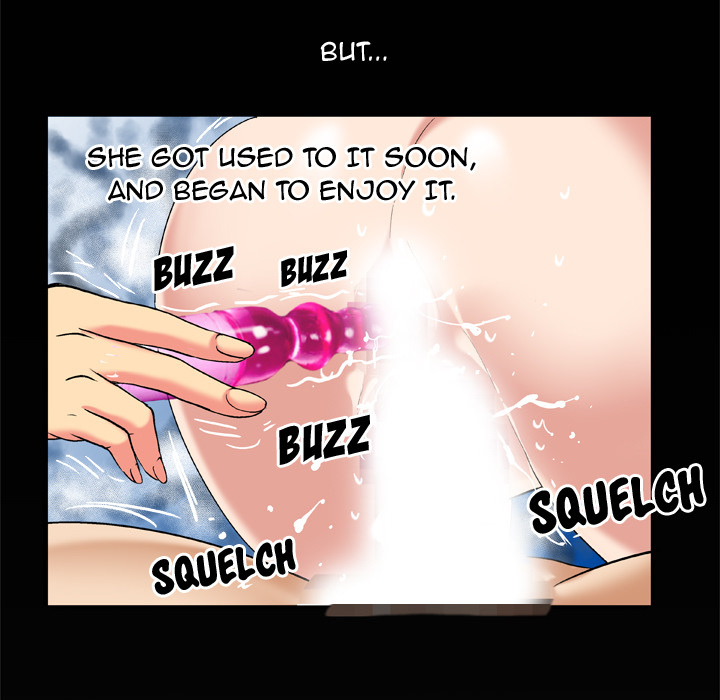 BUT...
SHE GOT USED TO IT SOON,
AND BEGAN TO ENJOY IT.
BUZZ
BUZZ
BUZZ
SQUELCH
SQUELCH